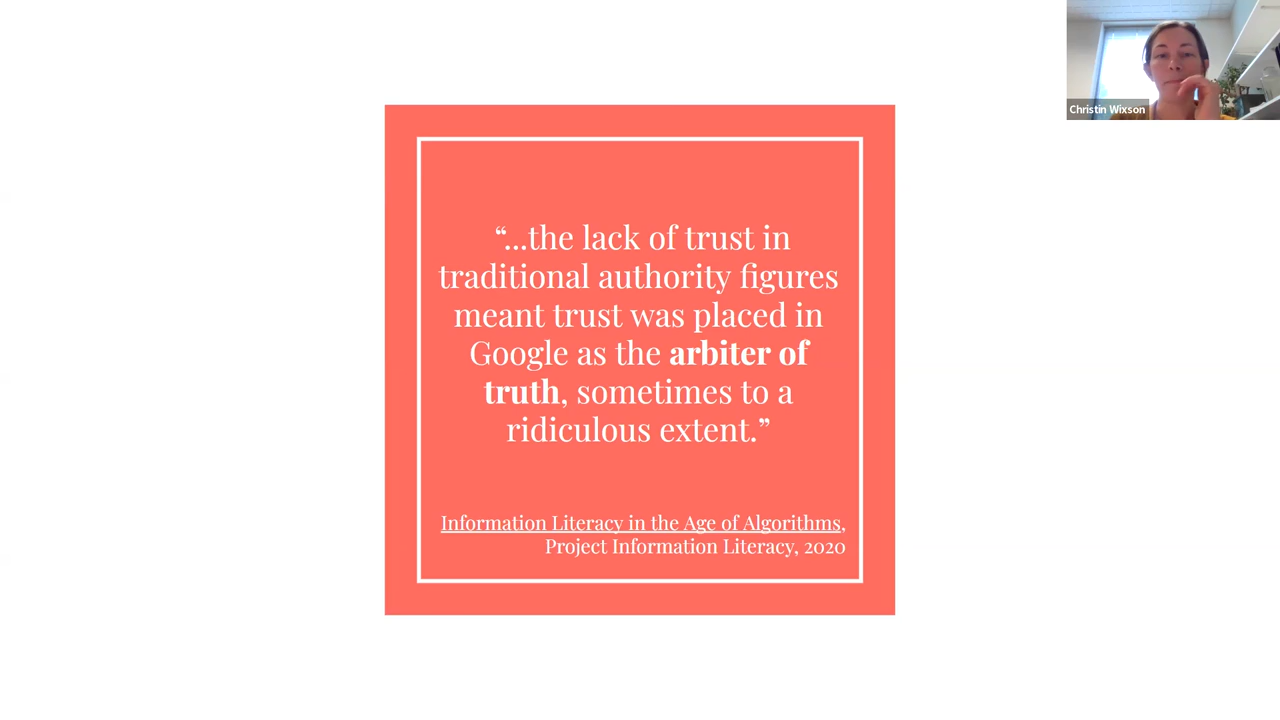 Christin Wixson
“...the lack of trust in
traditional authority figures
meant trust was placed in
Google as the arbiter of
truth, sometimes to a
ridiculous extent.”
Information Literacy in the Age of Algorithms,
Project Information Literacy, 2020